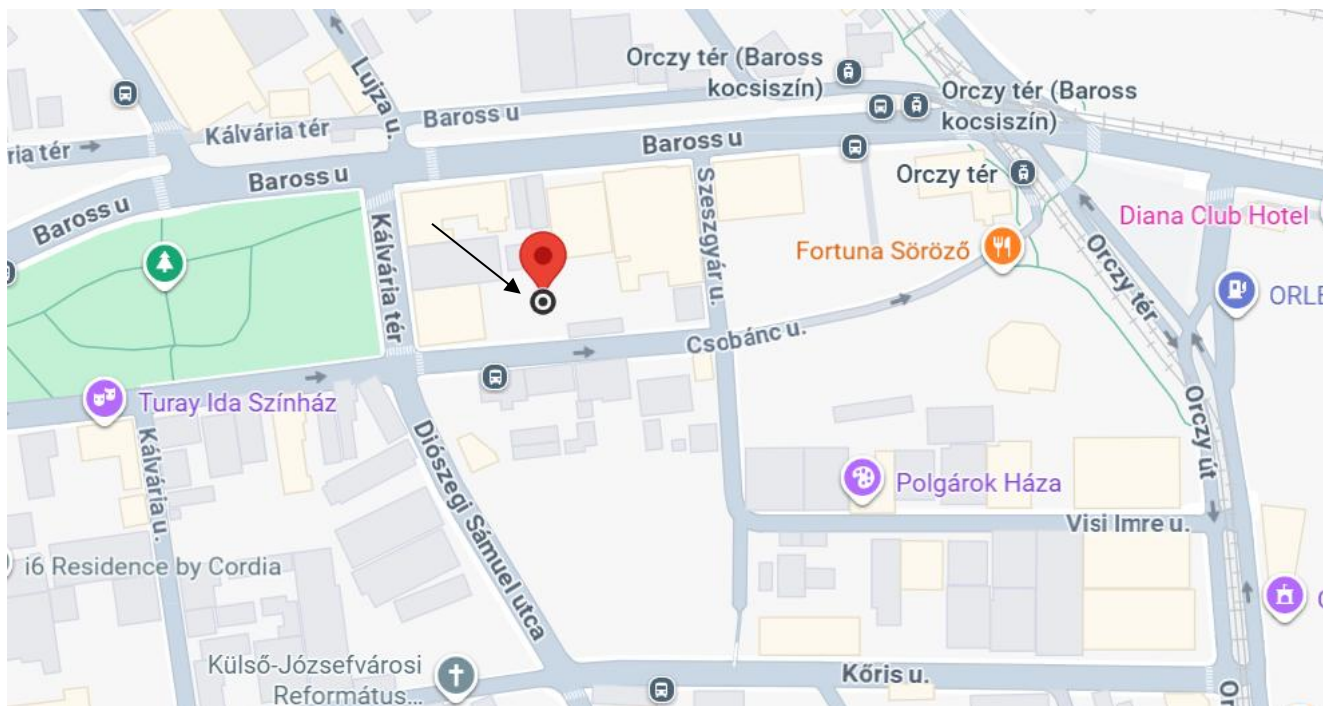 Lujza u.
Orczy tér (Baross
kocsiszín)
Orczy tér (Baross
kocsiszín)
Baross u
Kálvária tér
ria tér
Baross u
Baross u
Baross u
Orczy tér
Szeszgyár u.
Diana Club Hotel
Kálvária tér
Fortuna Söröző
Orczy tér
ORLE
Csobánc u.
Turay Ida Színház
Kálvária u.
Diószegi Sámuel utca
Orczy út
Polgárok Háza
Visi Imre u.
i6 Residence by Cordia
Külső-Józsefvárosi
Református...
Kőris u.
Or